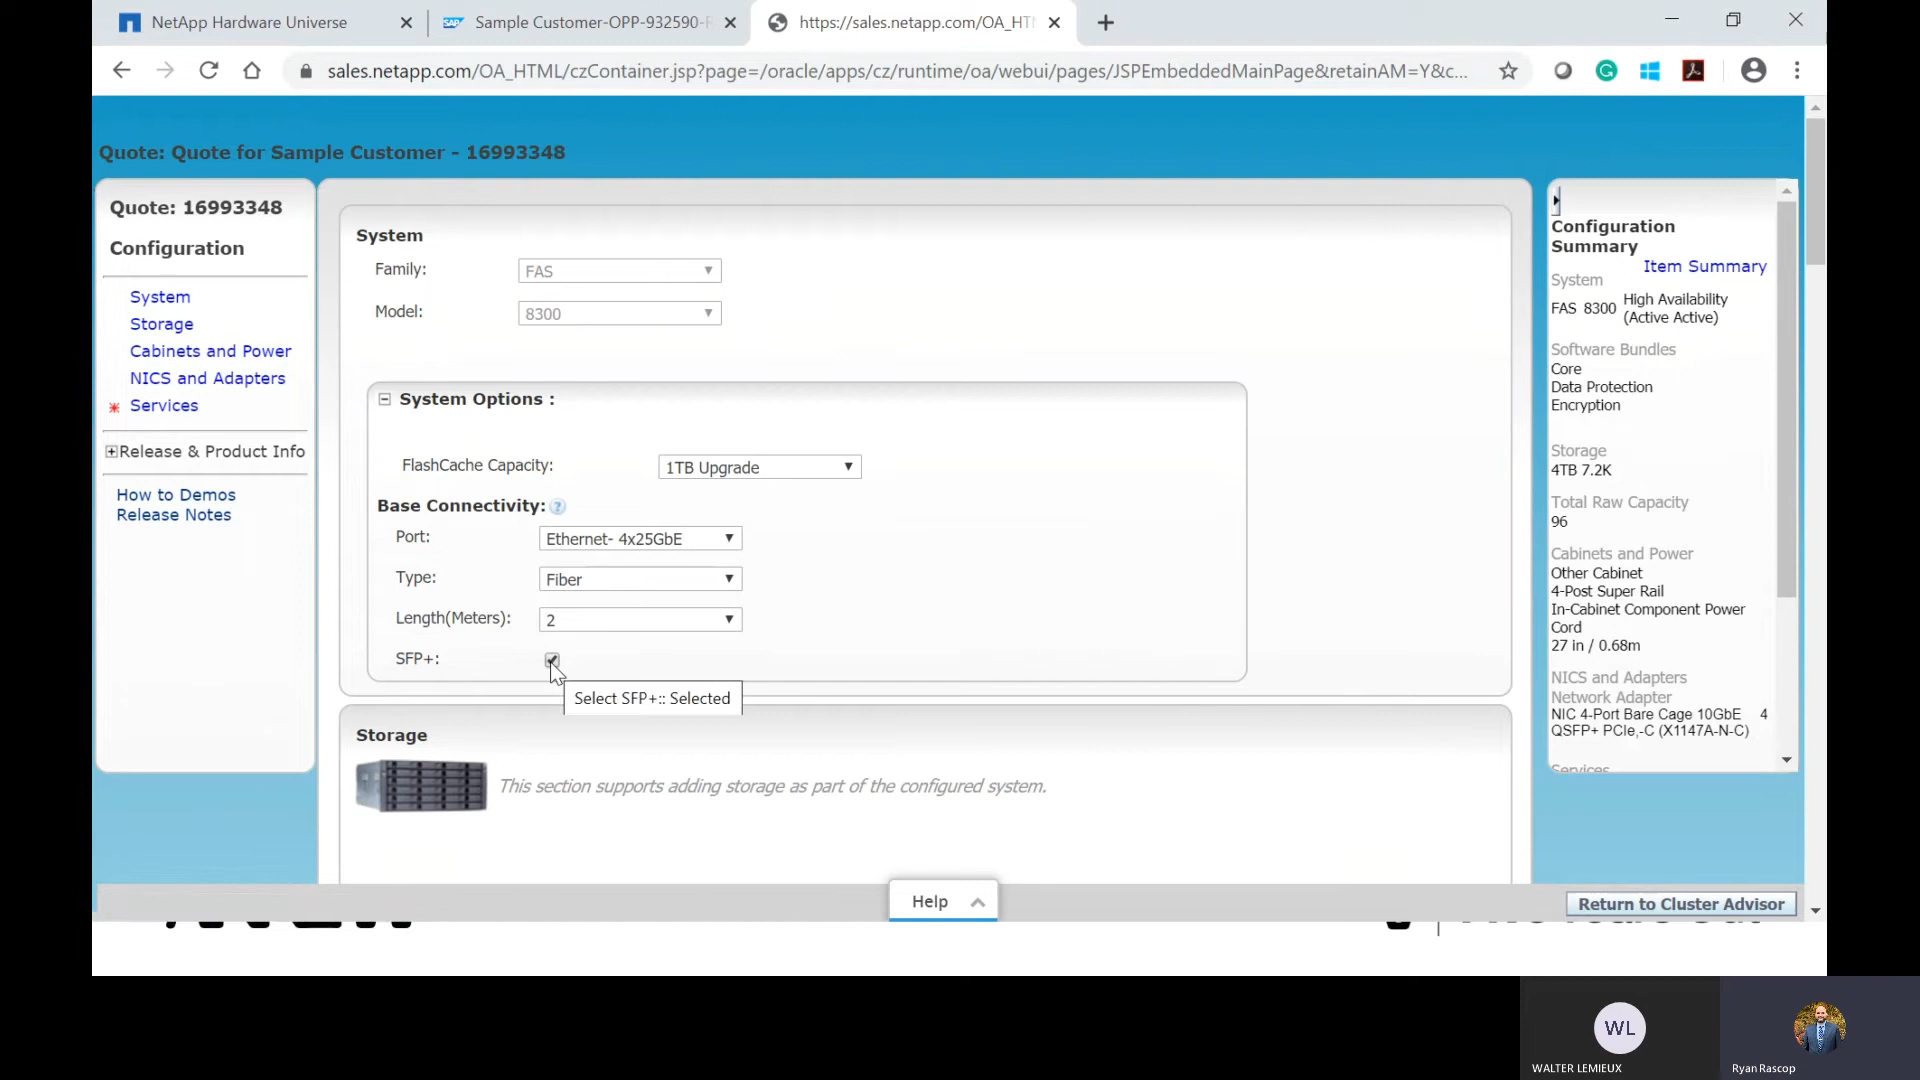 NetApp Hardware Universe
SAP Sample Customer-OPP-932590-
https://sales.netapp.com/OA_HT
sales.netapp.com/OA_HTML/czContainer.jsp?page=/oracle/apps/cz/runtime/oa/webui/pages/JSPEmbeddedMainPage&retainAM=Y&c...
Quote: Quote for Sample Customer - 16993348
Quote: 16993348
Configuration
System
Storage
Cabinets and Power
NICS and Adapters
Services
Release & Product Info
How to Demos
Release Notes
System
Family: FAS
Model: 8300
System Options :
FlashCache Capacity: 1TB Upgrade
Base Connectivity: ?
Port: Ethernet- 4x25GbE
Type: Fiber
Length(Meters): 2
SFP+:
Select SFP+:: Selected
Storage
This section supports adding storage as part of the configured system.
Configuration
Summary
Item Summary
System
FAS 8300 High Availability
(Active Active)
Software Bundles
Core
Data Protection
Encryption
Storage
4TB 7.2K
Total Raw Capacity
96
Cabinets and Power
Other Cabinet
4-Post Super Rail
In-Cabinet Component Power
Cord
27 in / 0.68m
NICS and Adapters
Network Adapter
NIC 4-Port Bare Cage 10GbE 4
QSFP+ PCIe,-C (X1147A-N-C)
Services
Help
Return to Cluster Advisor
WL
WALTER LEMIEUX
Ryan Rascop